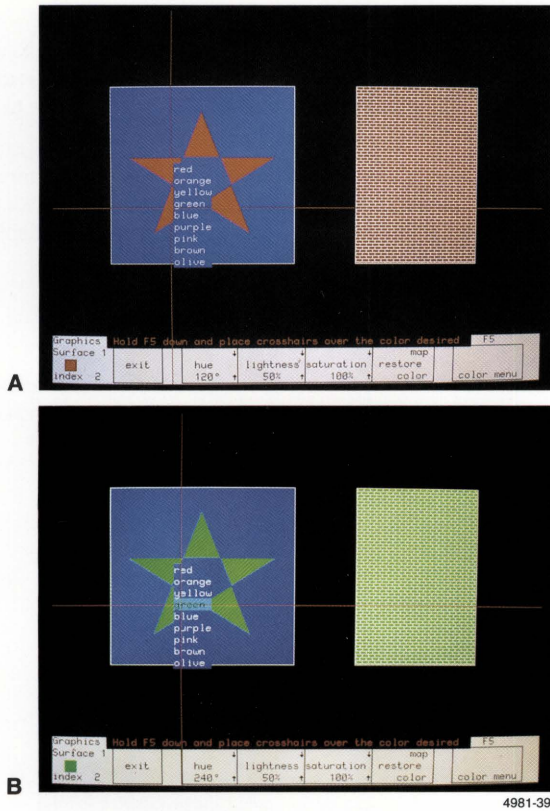 red
orange
yellow
green
blue
purple
pink
brown
olive
Graphics Hold F5 down and place crosshairs over the color desired F5
Surface 1 map
exit hue lightness saturation restore
index 2 120° 50% 100% color color menu
A
red
orange
yellow
green
blue
purple
pink
brown
olive
Graphics Hold F5 down and place crosshairs over the color desired F5
Surface 1 map
exit hue lightness saturation restore
index 2 240° 50% 100% color color menu
B
4981-39